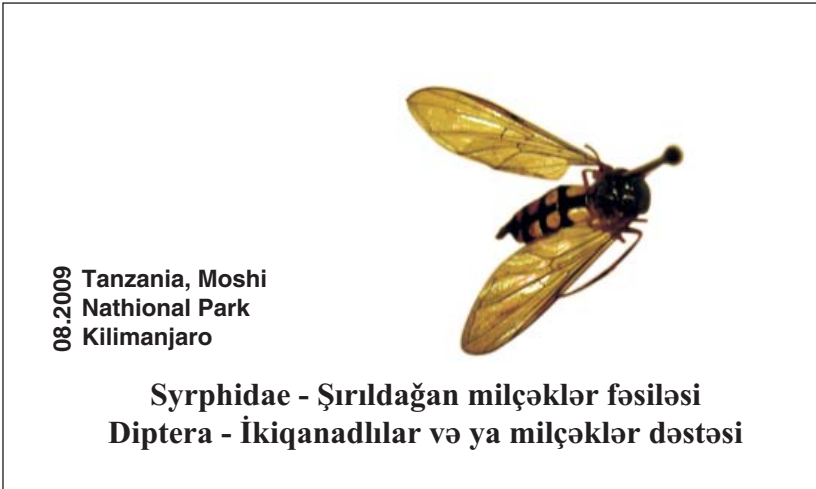 08.2009
Tanzania, Moshi
Nathional Park
Kilimanjaro
Syrphidae - Şırıldağan milçəklər fəsiləsi
Diptera - İkiqanadlılar və ya milçəklər dəstəsi